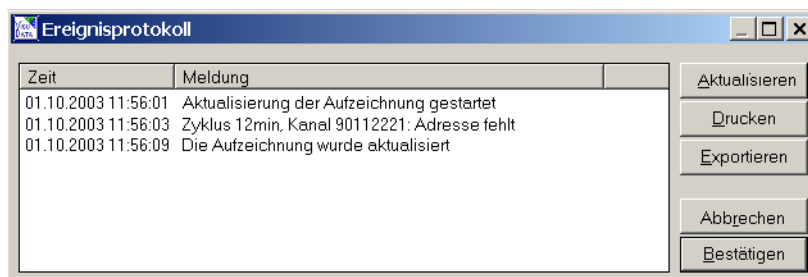 VISU DATA Ereignisprotokoll
Zeit Meldung
01.10.2003 11:56:01 Aktualisierung der Aufzeichnung gestartet
01.10.2003 11:56:03 Zyklus 12min, Kanal 90112221: Adresse fehlt
01.10.2003 11:56:09 Die Aufzeichnung wurde aktualisiert
Aktualisieren
Drucken
Exportieren
Abbrechen
Bestätigen